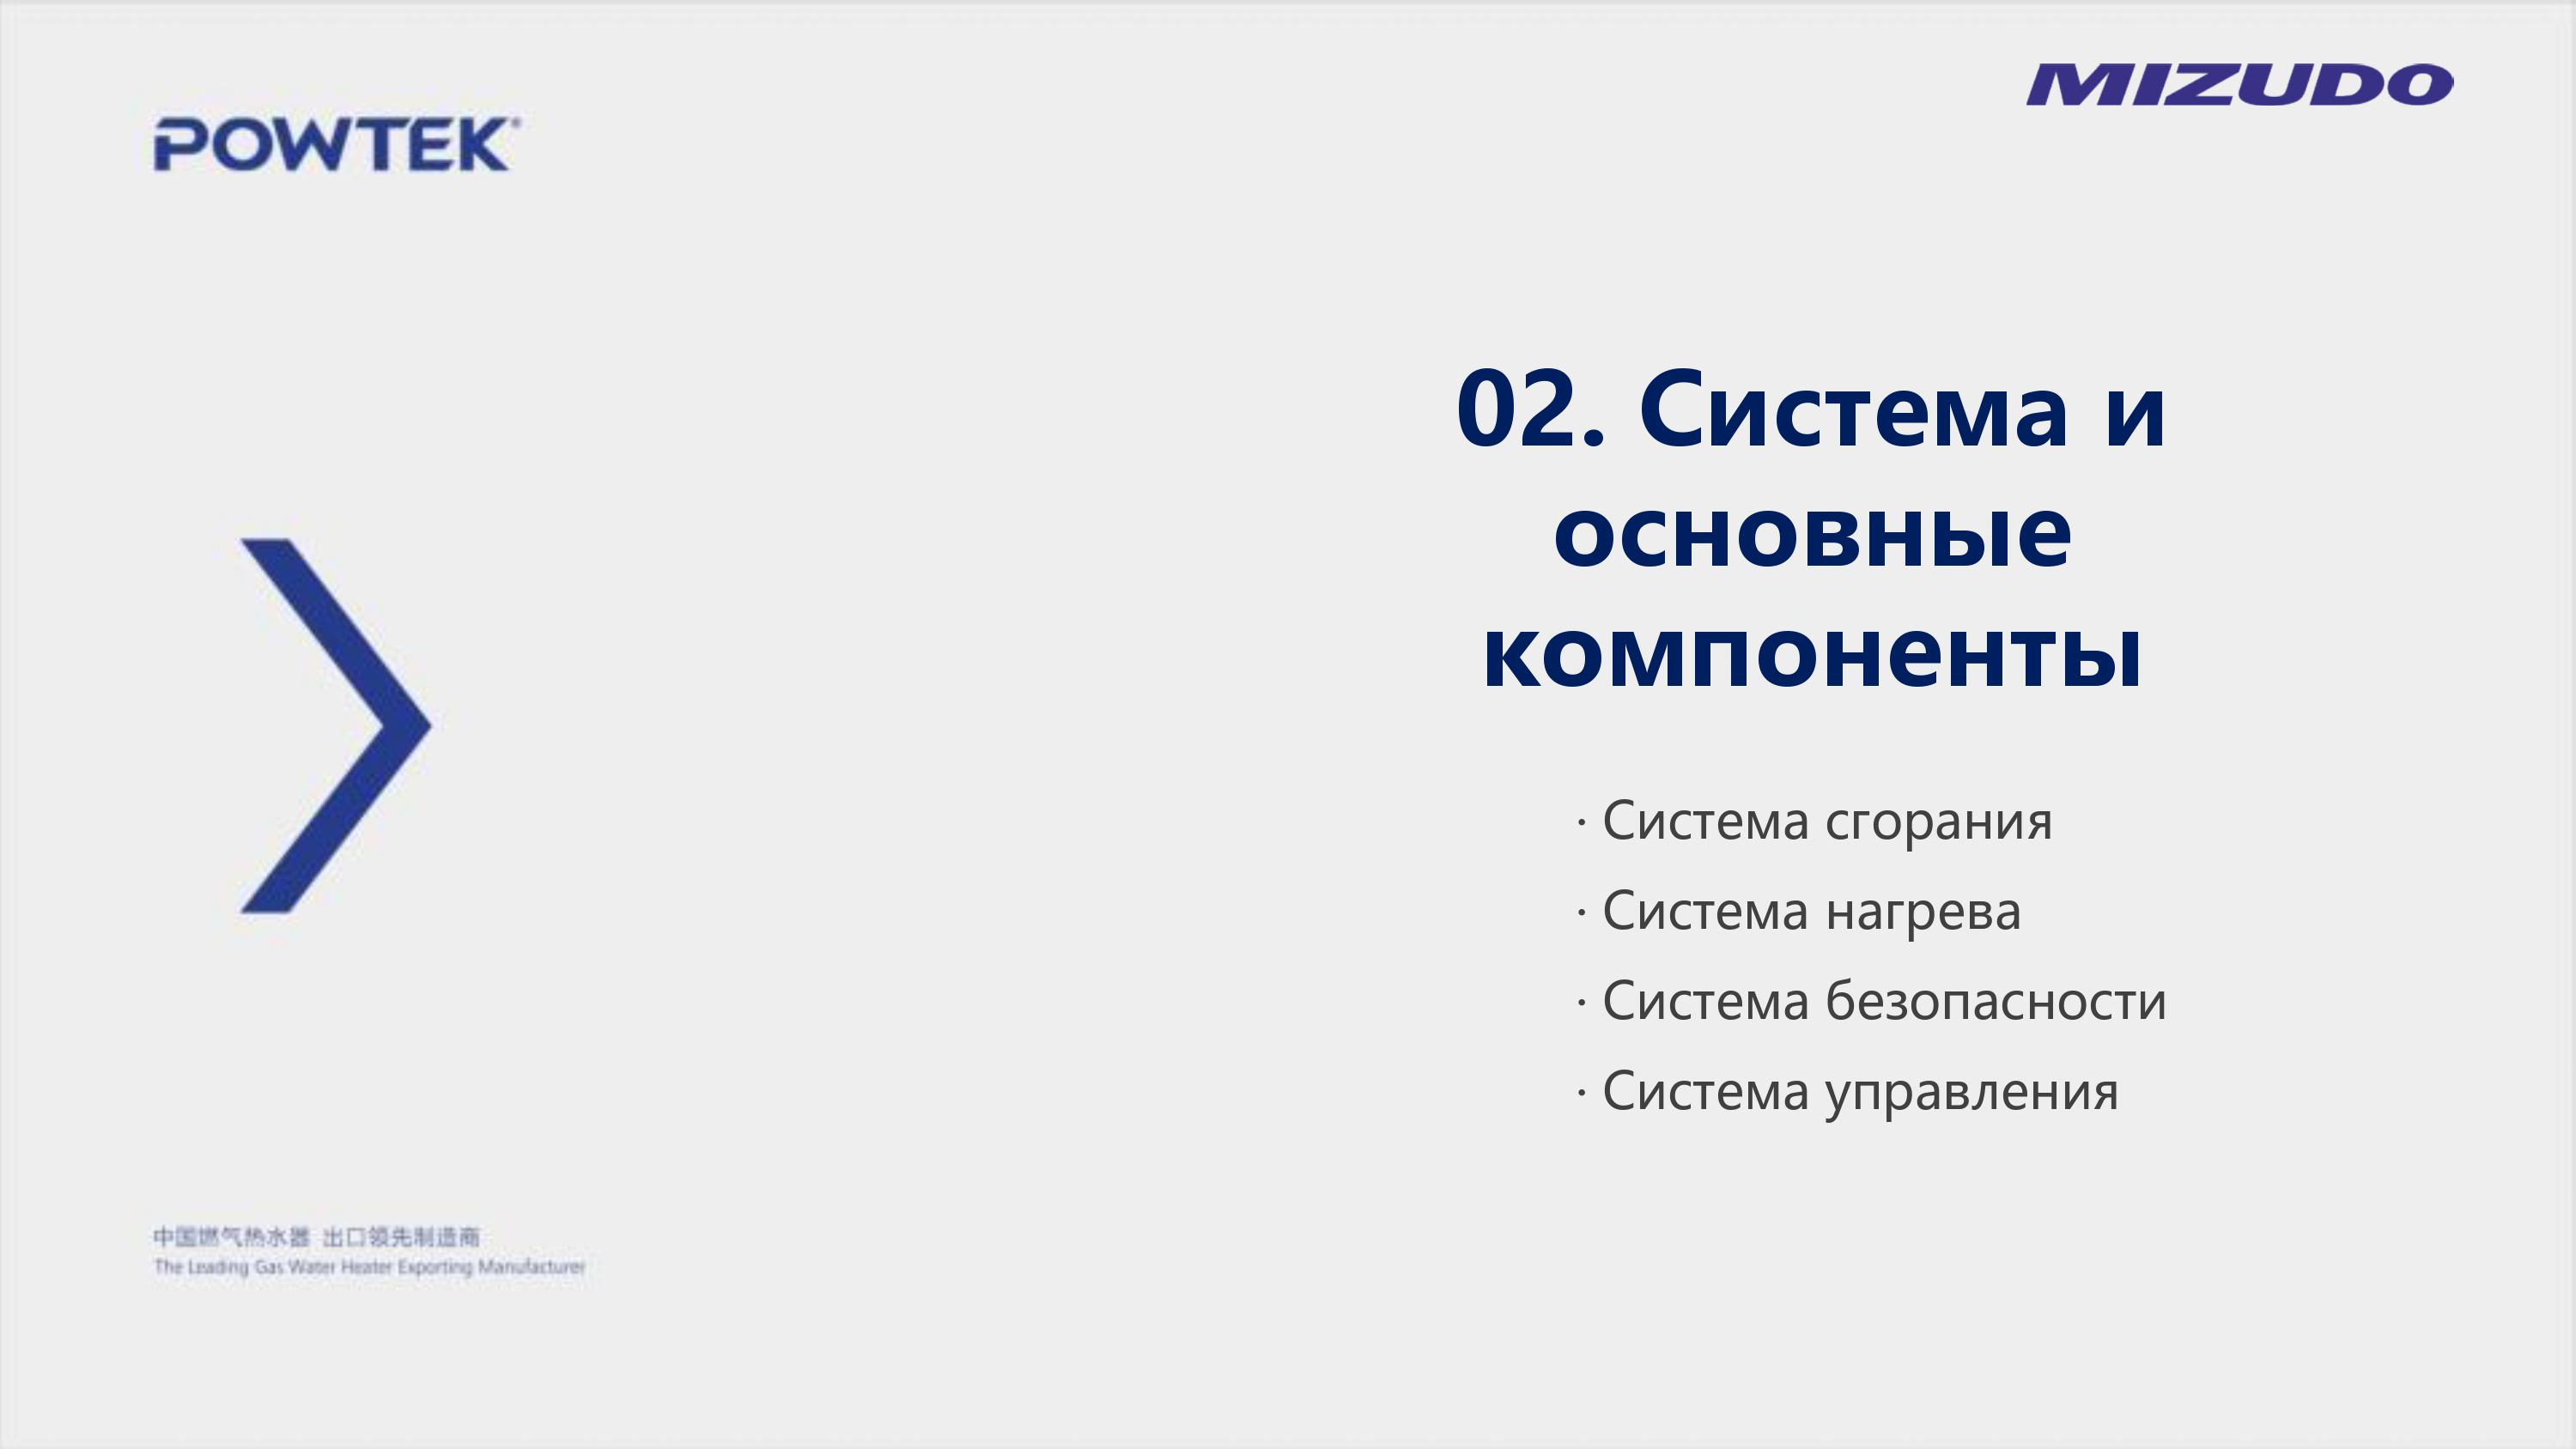 MIZUDO
POWTEK
02. Система и
основные
компоненты
· Система сгорания
· Система нагрева
· Система безопасности
· Система управления
中国燃气热水器 出口领先制造商
The Leading Gas Water Heater Exporting Manufacturer